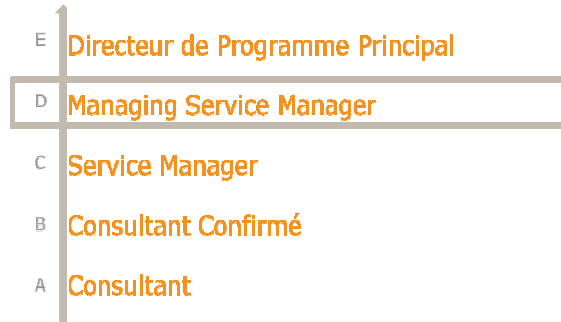 E Directeur de Programme Principal
D Managing Service Manager
C Service Manager
B Consultant Confirmé
A Consultant